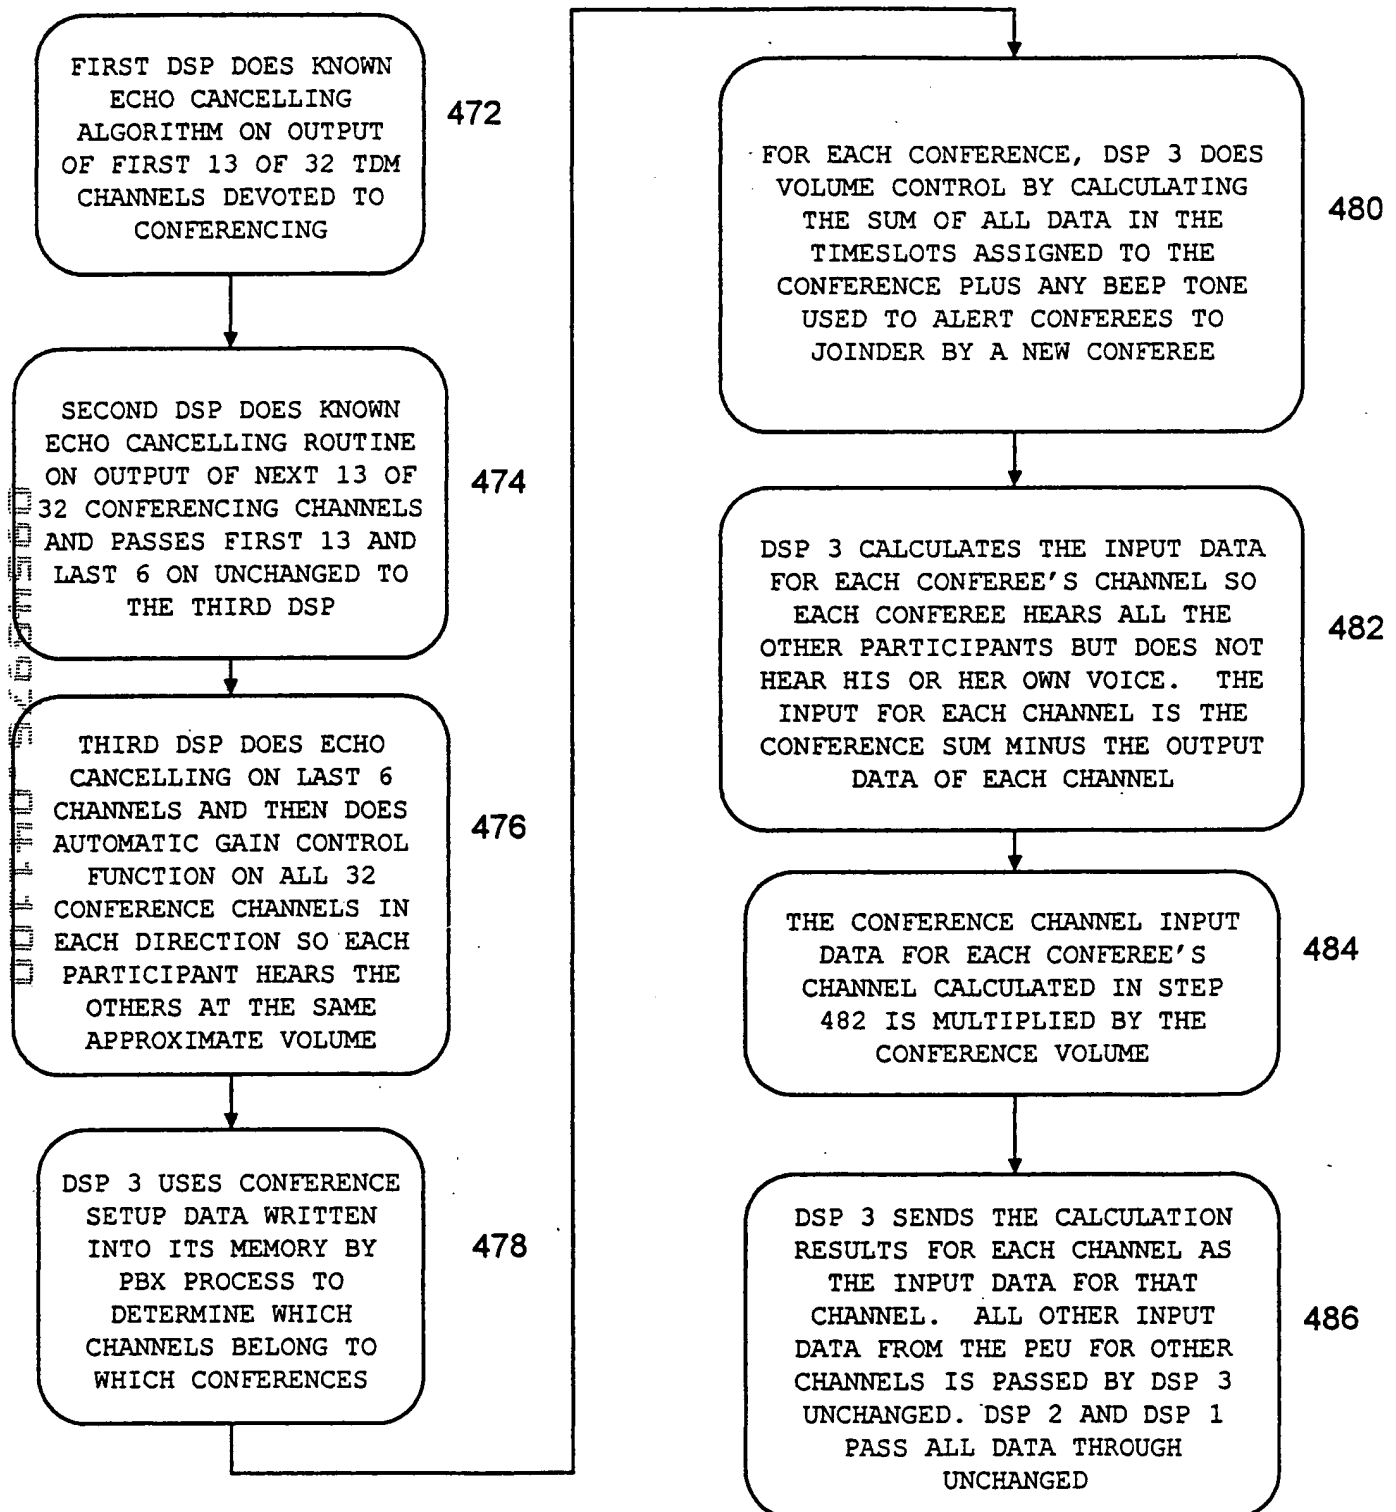 FIRST DSP DOES KNOWN
ECHO CANCELLING
ALGORITHM ON OUTPUT
OF FIRST 13 OF 32 TDM
CHANNELS DEVOTED TO
CONFERENCING
472
SECOND DSP DOES KNOWN
ECHO CANCELLING ROUTINE
ON OUTPUT OF NEXT 13 OF
32 CONFERENCING CHANNELS
AND PASSES FIRST 13 AND
LAST 6 ON UNCHANGED TO
THE THIRD DSP
474
THIRD DSP DOES ECHO
CANCELLING ON LAST 6
CHANNELS AND THEN DOES
AUTOMATIC GAIN CONTROL
FUNCTION ON ALL 32
CONFERENCE CHANNELS IN
EACH DIRECTION SO EACH
PARTICIPANT HEARS THE
OTHERS AT THE SAME
APPROXIMATE VOLUME
476
DSP 3 USES CONFERENCE
SETUP DATA WRITTEN
INTO ITS MEMORY BY
PBX PROCESS TO
DETERMINE WHICH
CHANNELS BELONG TO
WHICH CONFERENCES
478
FOR EACH CONFERENCE, DSP 3 DOES
VOLUME CONTROL BY CALCULATING
THE SUM OF ALL DATA IN THE
TIMESLOTS ASSIGNED TO THE
CONFERENCE PLUS ANY BEEP TONE
USED TO ALERT CONFEREES TO
JOINDER BY A NEW CONFEREE
480
DSP 3 CALCULATES THE INPUT DATA
FOR EACH CONFEREE'S CHANNEL SO
EACH CONFEREE HEARS ALL THE
OTHER PARTICIPANTS BUT DOES NOT
HEAR HIS OR HER OWN VOICE. THE
INPUT FOR EACH CHANNEL IS THE
CONFERENCE SUM MINUS THE OUTPUT
DATA OF EACH CHANNEL
482
THE CONFERENCE CHANNEL INPUT
DATA FOR EACH CONFEREE'S
CHANNEL CALCULATED IN STEP
482 IS MULTIPLIED BY THE
CONFERENCE VOLUME
484
DSP 3 SENDS THE CALCULATION
RESULTS FOR EACH CHANNEL AS
THE INPUT DATA FOR THAT
CHANNEL. ALL OTHER INPUT
DATA FROM THE PEU FOR OTHER
CHANNELS IS PASSED BY DSP 3
UNCHANGED. DSP 2 AND DSP 1
PASS ALL DATA THROUGH
UNCHANGED
486